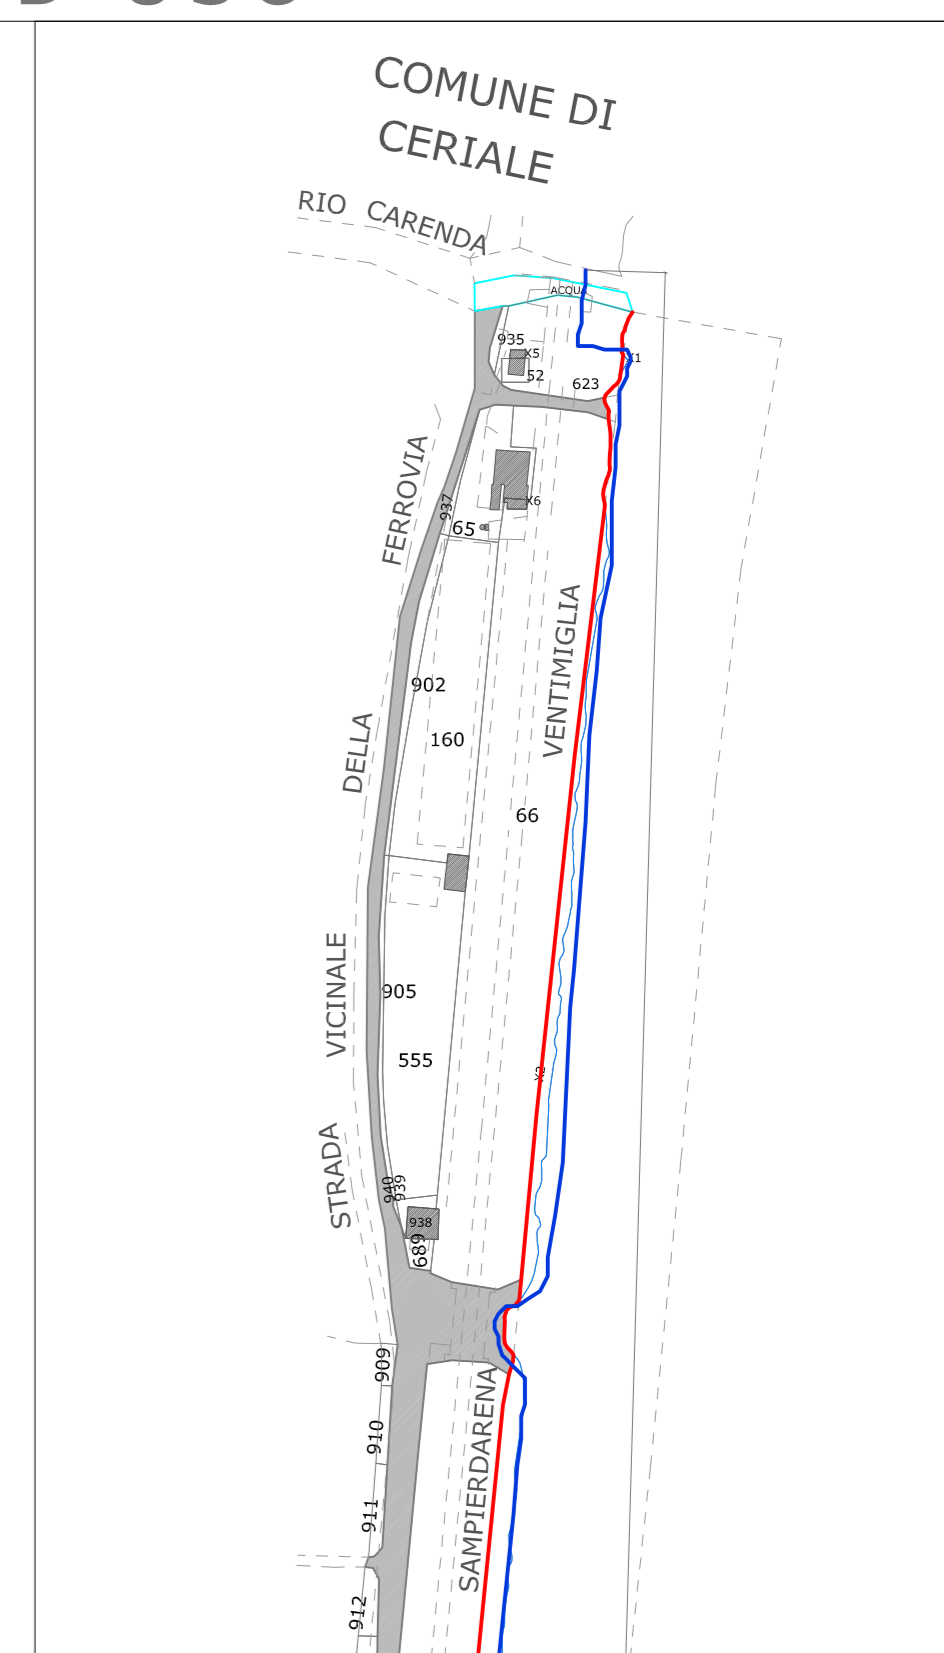 COMUNE DI
CERIALE
RIO CARENDA
ACQUA
935
X5
52
X1
623
FERROVIA
937
X6
65
VENTIMIGLIA
902
DELLA
160
66
VICINALE
905
555
X2
STRADA
940
939
938
689
909
SAMPIERDARENA
910
911
912